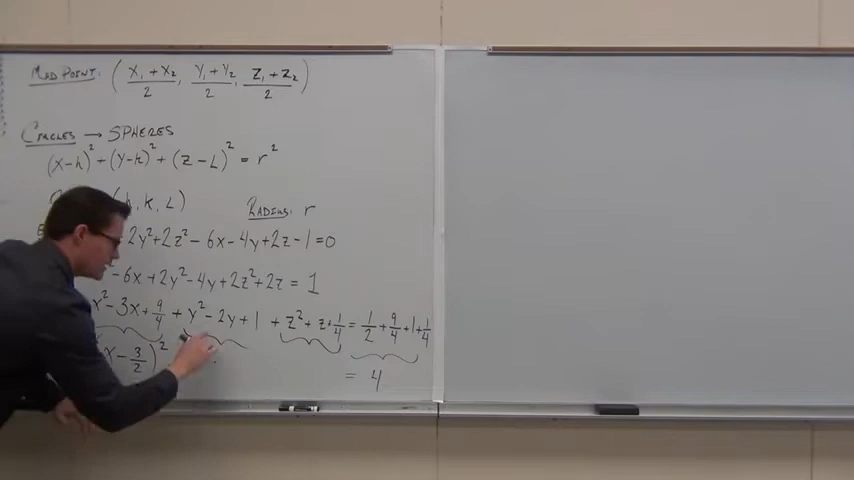 MIDPOINT: ( X₁ + X₂ / 2 , Y₁ + Y₂ / 2 , Z₁ + Z₂ / 2 )
CIRCLES → SPHERES
(X-h)² + (Y-k)² + (Z-L)² = r²
h, k, L) RADIUS: r
2y² + 2z² - 6x - 4y + 2z - 1 = 0
- 6x + 2y² - 4y + 2z² + 2z = 1
x² - 3x + 9/4 + y² - 2y + 1 + z² + z + 1/4 = 1/2 + 9/4 + 1 + 1/4
x - 3/2 )² = 4